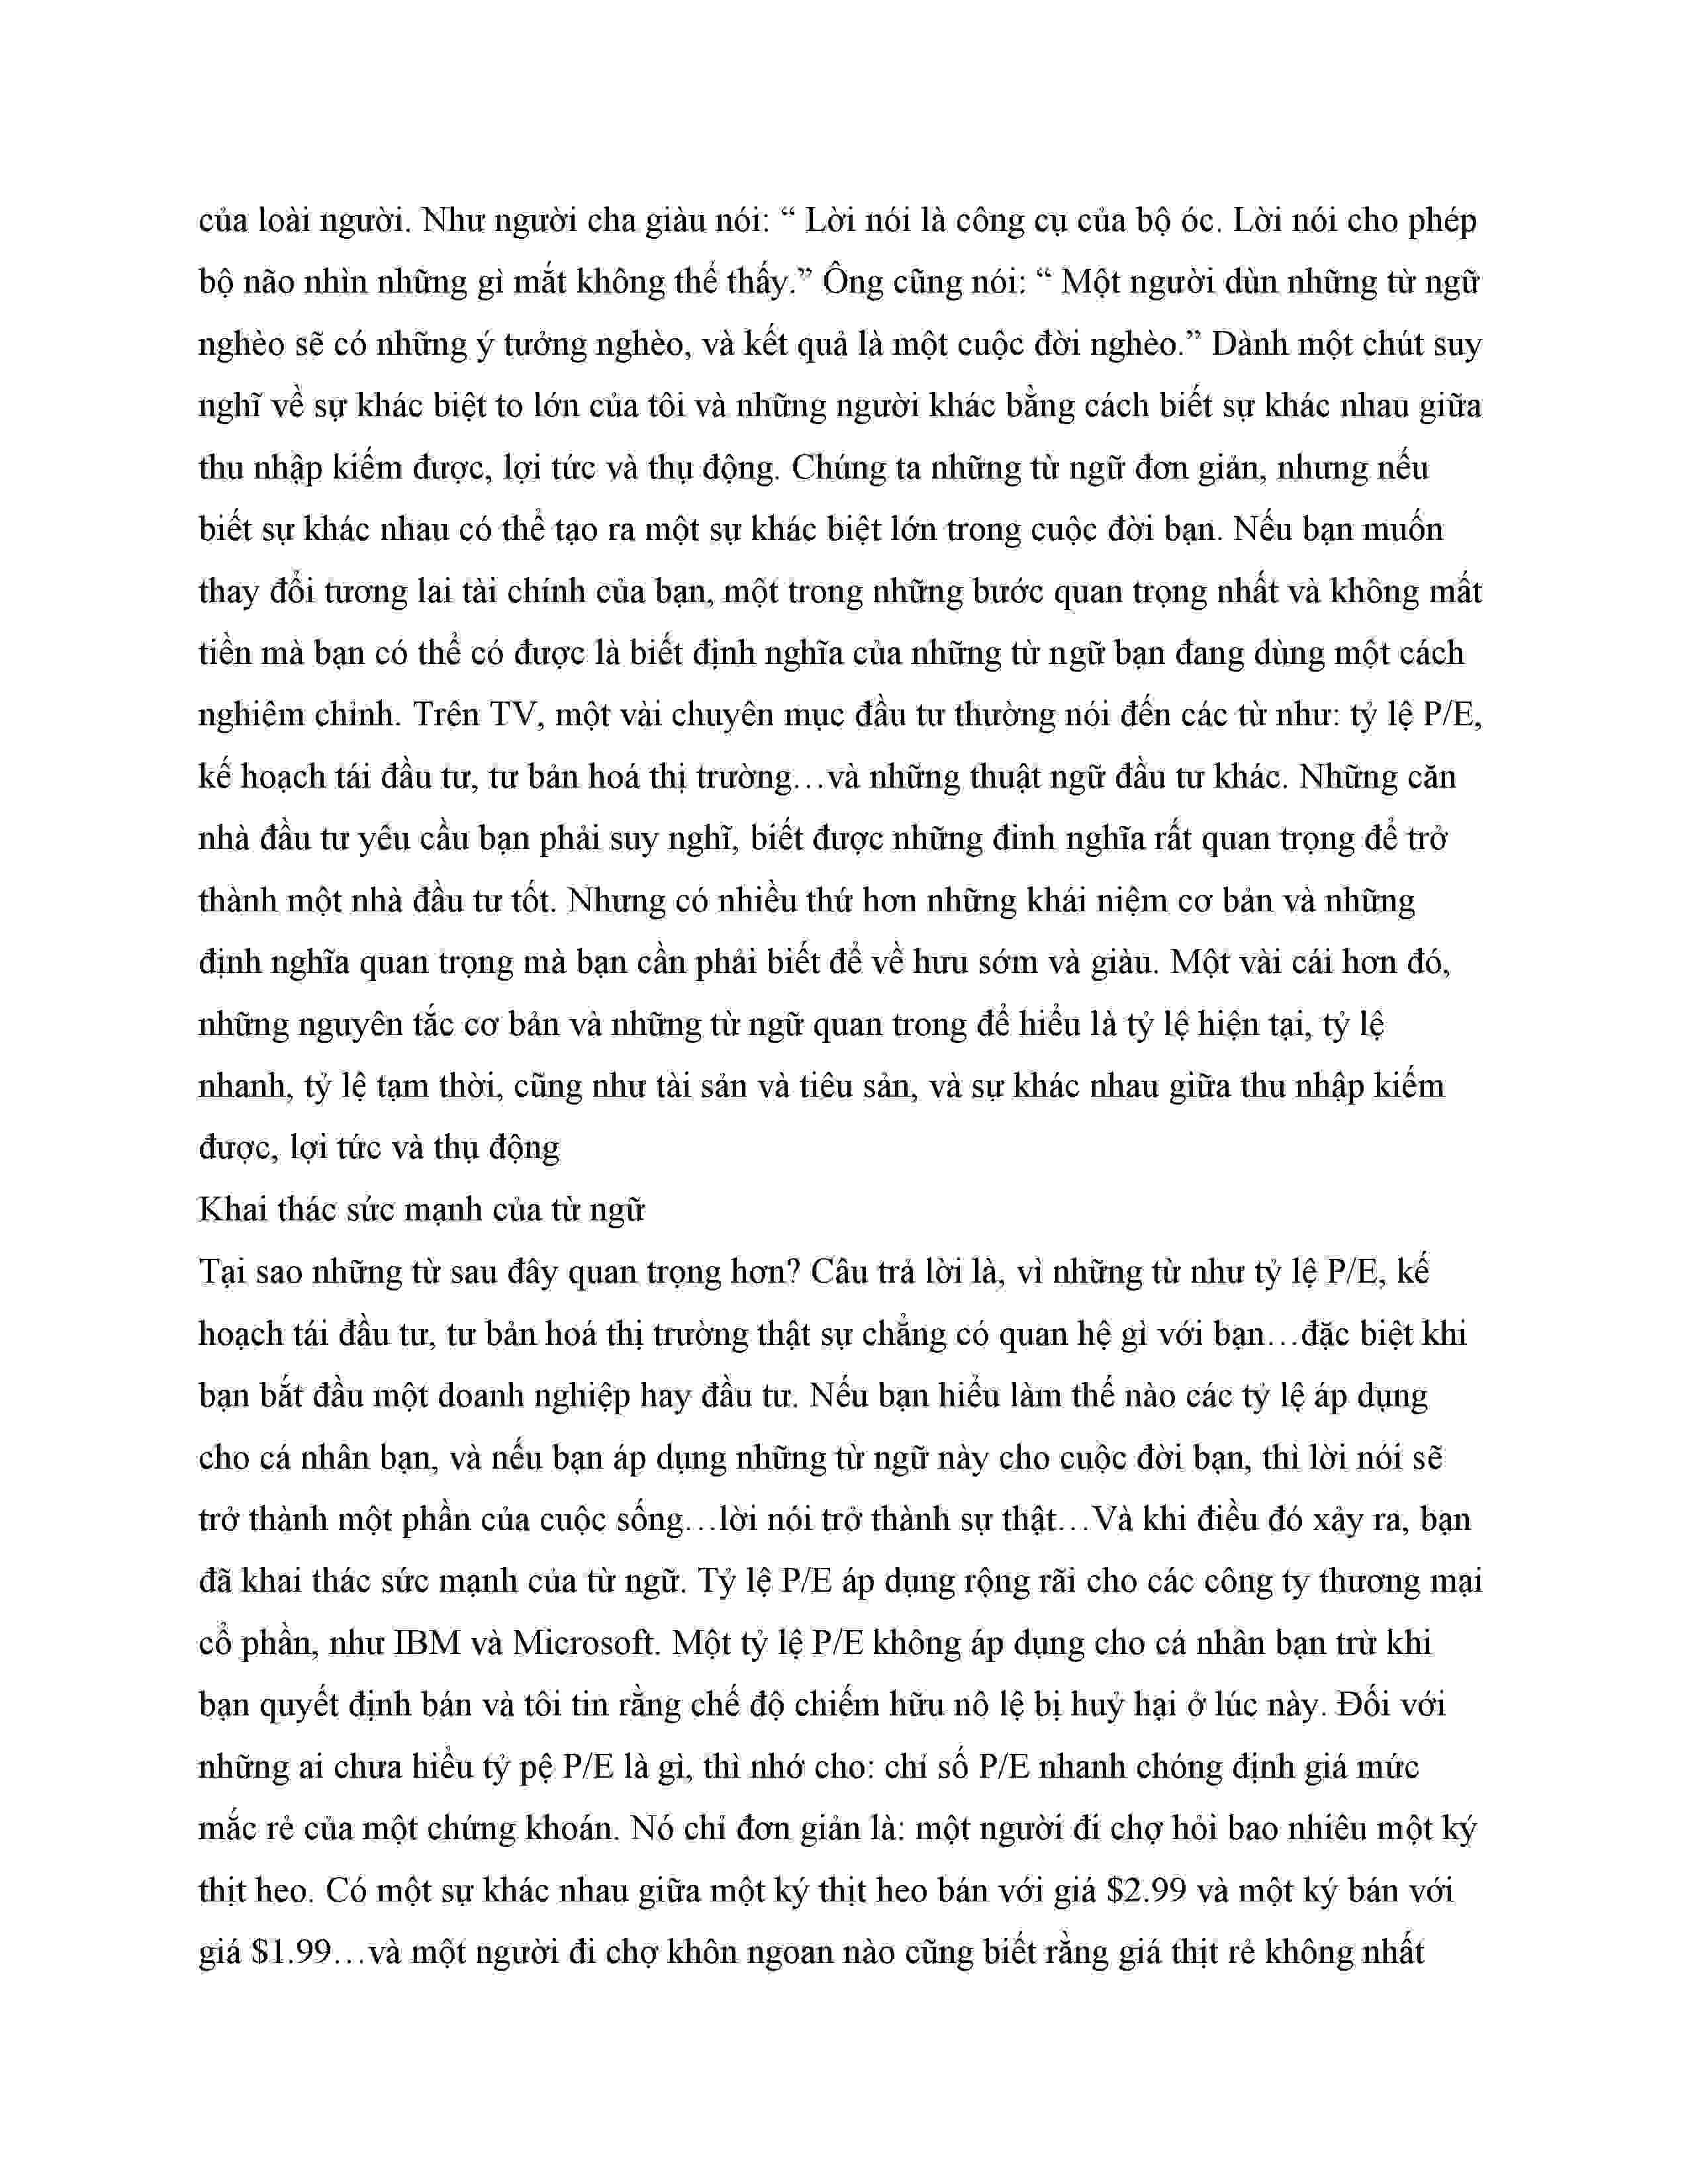 của loài người. Như người cha giàu nói: “ Lời nói là công cụ của bộ óc. Lời nói cho phép
bộ não nhìn những gì mắt không thể thấy.” Ông cũng nói: “ Một người dùn những từ ngữ
nghèo sẽ có những ý tưởng nghèo, và kết quả là một cuộc đời nghèo.” Dành một chút suy
nghĩ về sự khác biệt to lớn của tôi và những người khác bằng cách biết sự khác nhau giữa
thu nhập kiếm được, lợi tức và thụ động. Chúng ta những từ ngữ đơn giản, nhưng nếu
biết sự khác nhau có thể tạo ra một sự khác biệt lớn trong cuộc đời bạn. Nếu bạn muốn
thay đổi tương lai tài chính của bạn, một trong những bước quan trọng nhất và không mất
tiền mà bạn có thể có được là biết định nghĩa của những từ ngữ bạn đang dùng một cách
nghiêm chỉnh. Trên TV, một vài chuyên mục đầu tư thường nói đến các từ như: tỷ lệ P/E,
kế hoạch tái đầu tư, tư bản hoá thị trường…và những thuật ngữ đầu tư khác. Những căn
nhà đầu tư yêu cầu bạn phải suy nghĩ, biết được những đinh nghĩa rất quan trọng để trở
thành một nhà đầu tư tốt. Nhưng có nhiều thứ hơn những khái niệm cơ bản và những
định nghĩa quan trọng mà bạn cần phải biết để về hưu sớm và giàu. Một vài cái hơn đó,
những nguyên tắc cơ bản và những từ ngữ quan trong để hiểu là tỷ lệ hiện tại, tỷ lệ
nhanh, tỷ lệ tạm thời, cũng như tài sản và tiêu sản, và sự khác nhau giữa thu nhập kiếm
được, lợi tức và thụ động
Khai thác sức mạnh của từ ngữ
Tại sao những từ sau đây quan trọng hơn? Câu trả lời là, vì những từ như tỷ lệ P/E, kế
hoạch tái đầu tư, tư bản hoá thị trường thật sự chẳng có quan hệ gì với bạn…đặc biệt khi
bạn bắt đầu một doanh nghiệp hay đầu tư. Nếu bạn hiểu làm thế nào các tỷ lệ áp dụng
cho cá nhân bạn, và nếu bạn áp dụng những từ ngữ này cho cuộc đời bạn, thì lời nói sẽ
trở thành một phần của cuộc sống…lời nói trở thành sự thật…Và khi điều đó xảy ra, bạn
đã khai thác sức mạnh của từ ngữ. Tỷ lệ P/E áp dụng rộng rãi cho các công ty thương mại
cổ phần, như IBM và Microsoft. Một tỷ lệ P/E không áp dụng cho cá nhân bạn trừ khi
bạn quyết định bán và tôi tin rằng chế độ chiếm hữu nô lệ bị huỷ hại ở lúc này. Đối với
những ai chưa hiểu tỷ pệ P/E là gì, thì nhớ cho: chỉ số P/E nhanh chóng định giá mức
mắc rẻ của một chứng khoán. Nó chỉ đơn giản là: một người đi chợ hỏi bao nhiêu một ký
thịt heo. Có một sự khác nhau giữa một ký thịt heo bán với giá $2.99 và một ký bán với
giá $1.99…và một người đi chợ khôn ngoan nào cũng biết rằng giá thịt rẻ không nhất